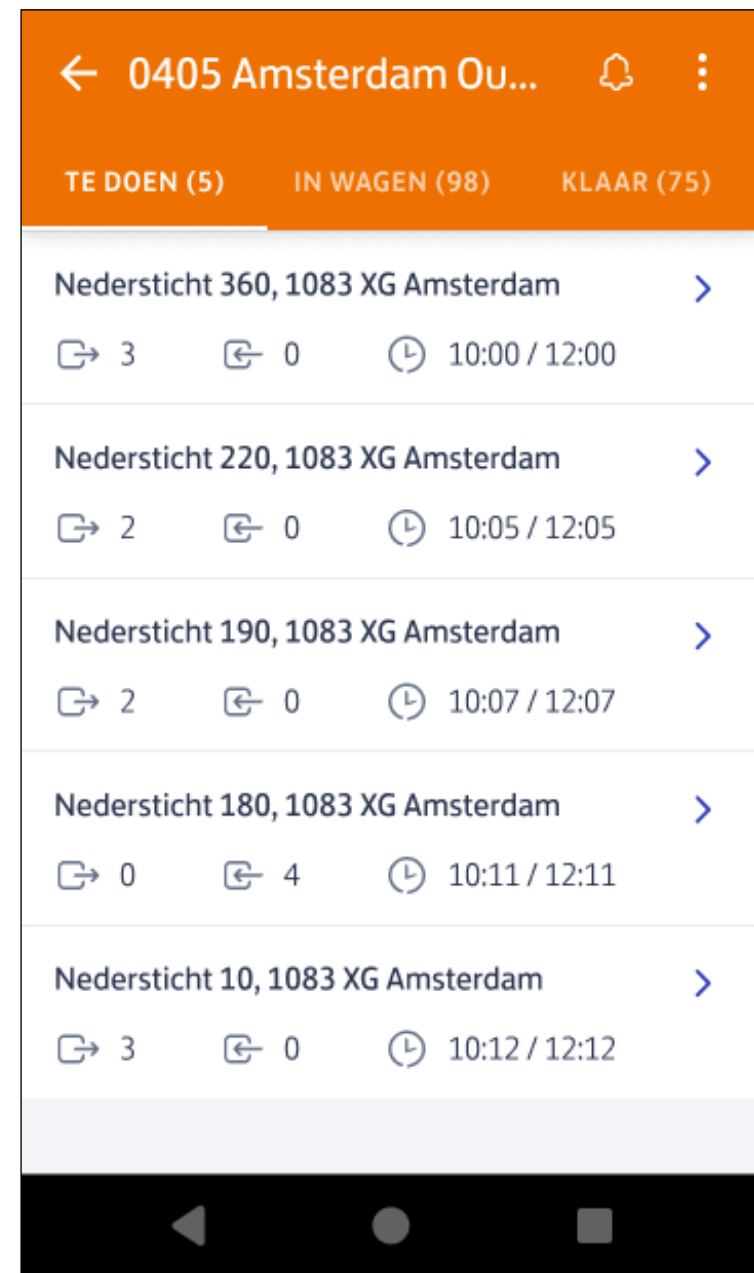 0405 Amsterdam Ou...
TE DOEN (5) IN WAGEN (98) KLAAR (75)
Nedersticht 360, 1083 XG Amsterdam
3 0 10:00 / 12:00
Nedersticht 220, 1083 XG Amsterdam
2 0 10:05 / 12:05
Nedersticht 190, 1083 XG Amsterdam
2 0 10:07 / 12:07
Nedersticht 180, 1083 XG Amsterdam
0 4 10:11 / 12:11
Nedersticht 10, 1083 XG Amsterdam
3 0 10:12 / 12:12